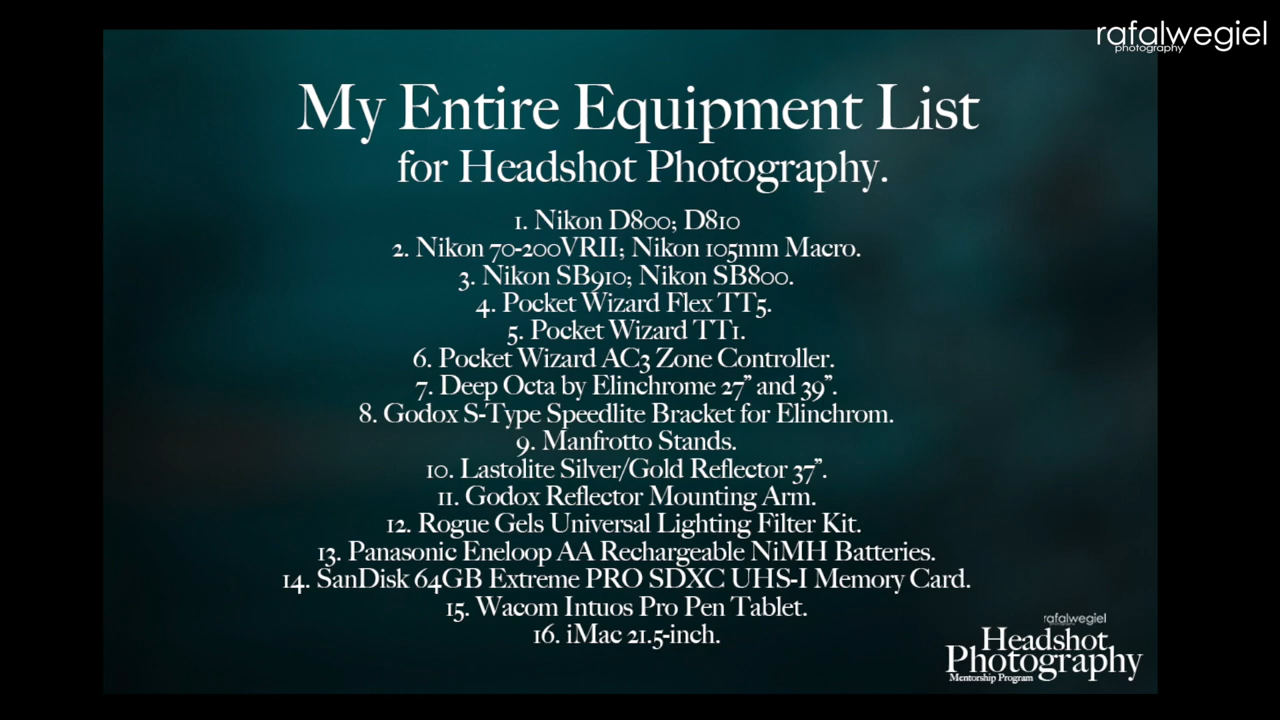 rafalwegiel
photography
My Entire Equipment List
for Headshot Photography.
1. Nikon D800; D810
2. Nikon 70-200VRII; Nikon 105mm Macro.
3. Nikon SB910; Nikon SB800.
4. Pocket Wizard Flex TT5.
5. Pocket Wizard TT1.
6. Pocket Wizard AC3 Zone Controller.
7. Deep Octa by Elinchrome 27” and 39”.
8. Godox S-Type Speedlite Bracket for Elinchrom.
9. Manfrotto Stands.
10. Lastolite Silver/Gold Reflector 37”.
11. Godox Reflector Mounting Arm.
12. Rogue Gels Universal Lighting Filter Kit.
13. Panasonic Eneloop AA Rechargeable NiMH Batteries.
14. SanDisk 64GB Extreme PRO SDXC UHS-I Memory Card.
15. Wacom Intuos Pro Pen Tablet.
16. iMac 21.5-inch.
rafalwegiel
Headshot
Photography
Mentorship Program